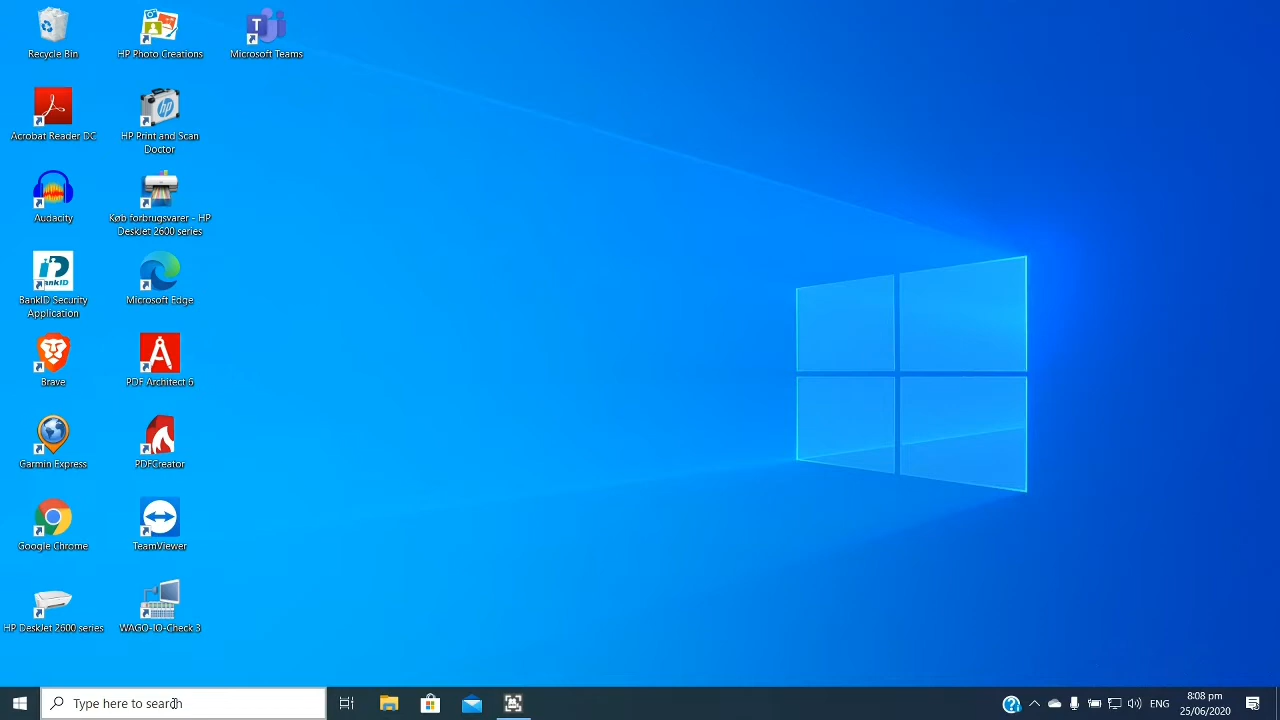 Recycle Bin
HP Photo Creations
Microsoft Teams
Acrobat Reader DC
HP Print and Scan
Doctor
Audacity
Køb forbrugsvarer - HP
DeskJet 2600 series
BankID Security
Application
Microsoft Edge
Brave
PDF Architect 6
Garmin Express
PDFCreator
Google Chrome
TeamViewer
HP DeskJet 2600 series
WAGO-IO-Check 3
Type here to search
ENG
8:08 pm
25/06/2020